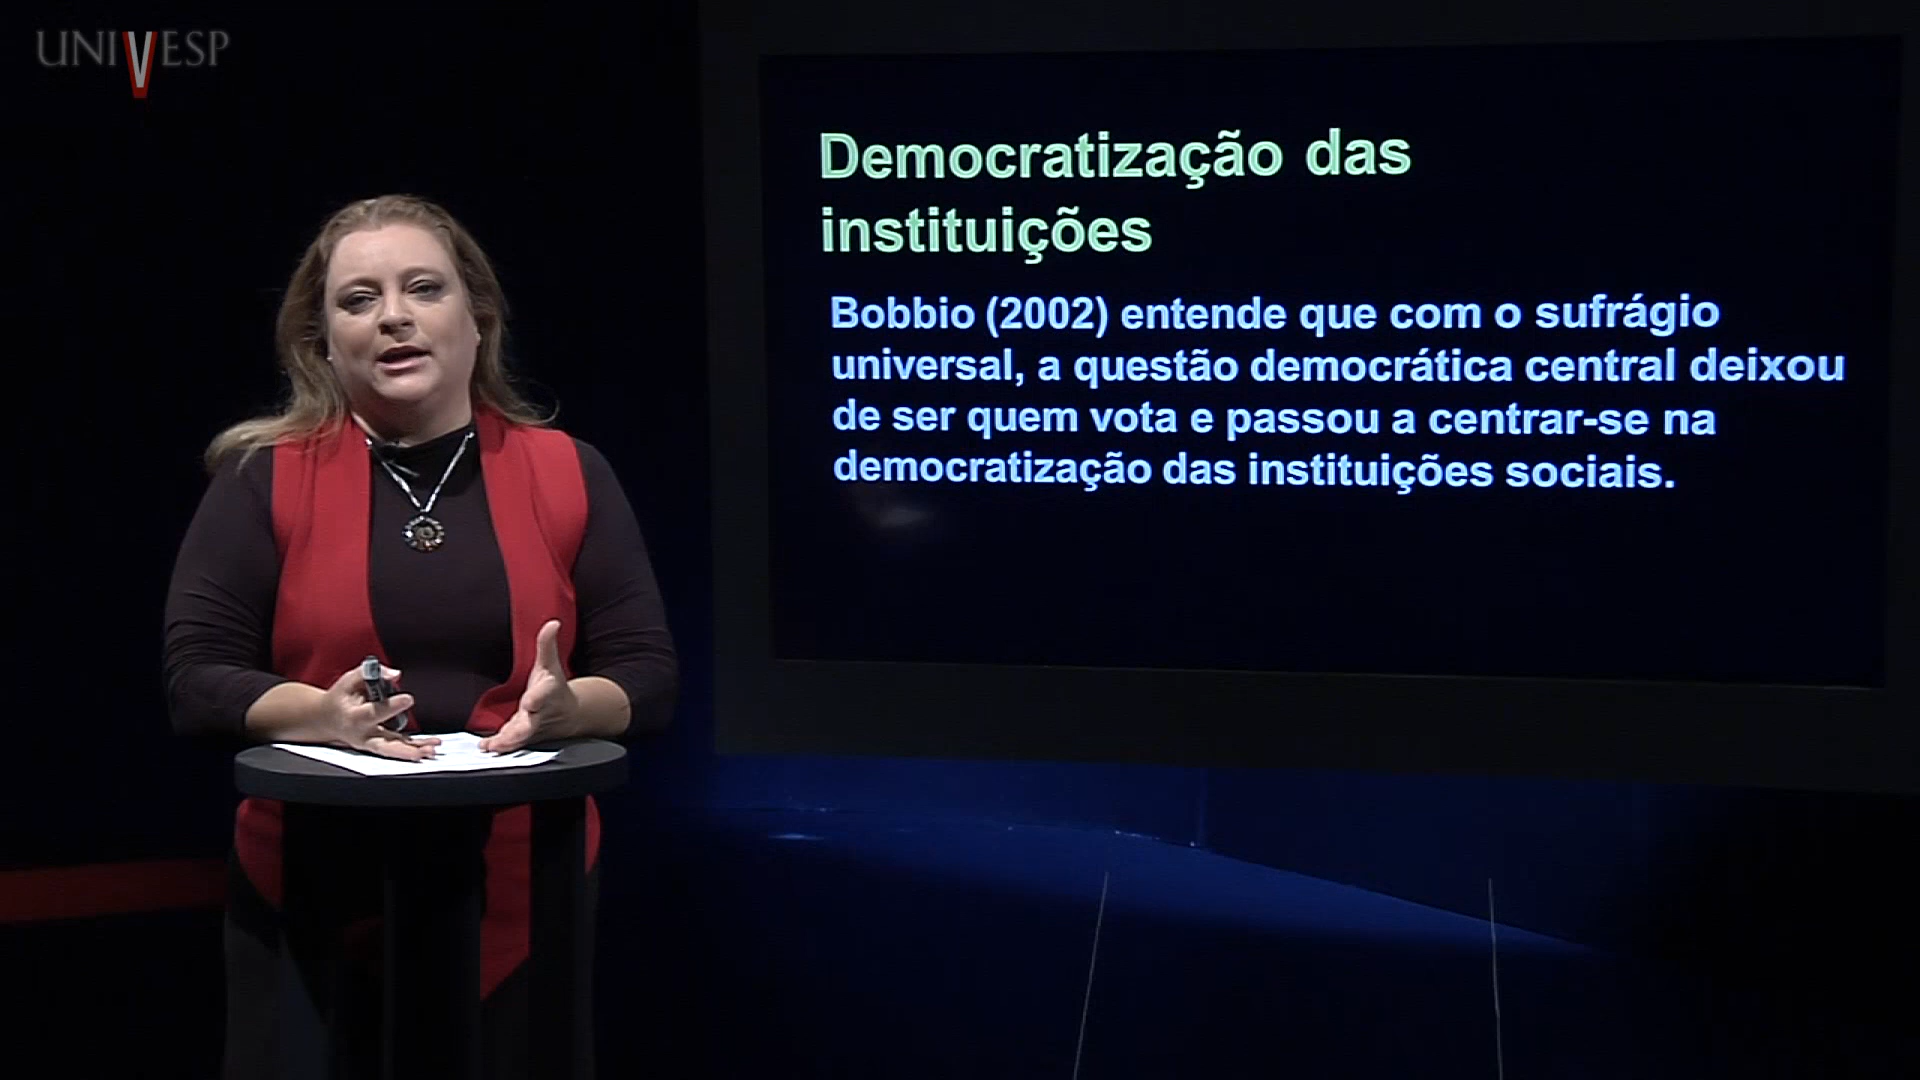 UNIVESP
Democratização das
instituições
Bobbio (2002) entende que com o sufrágio
universal, a questão democrática central deixou
de ser quem vota e passou a centrar-se na
democratização das instituições sociais.